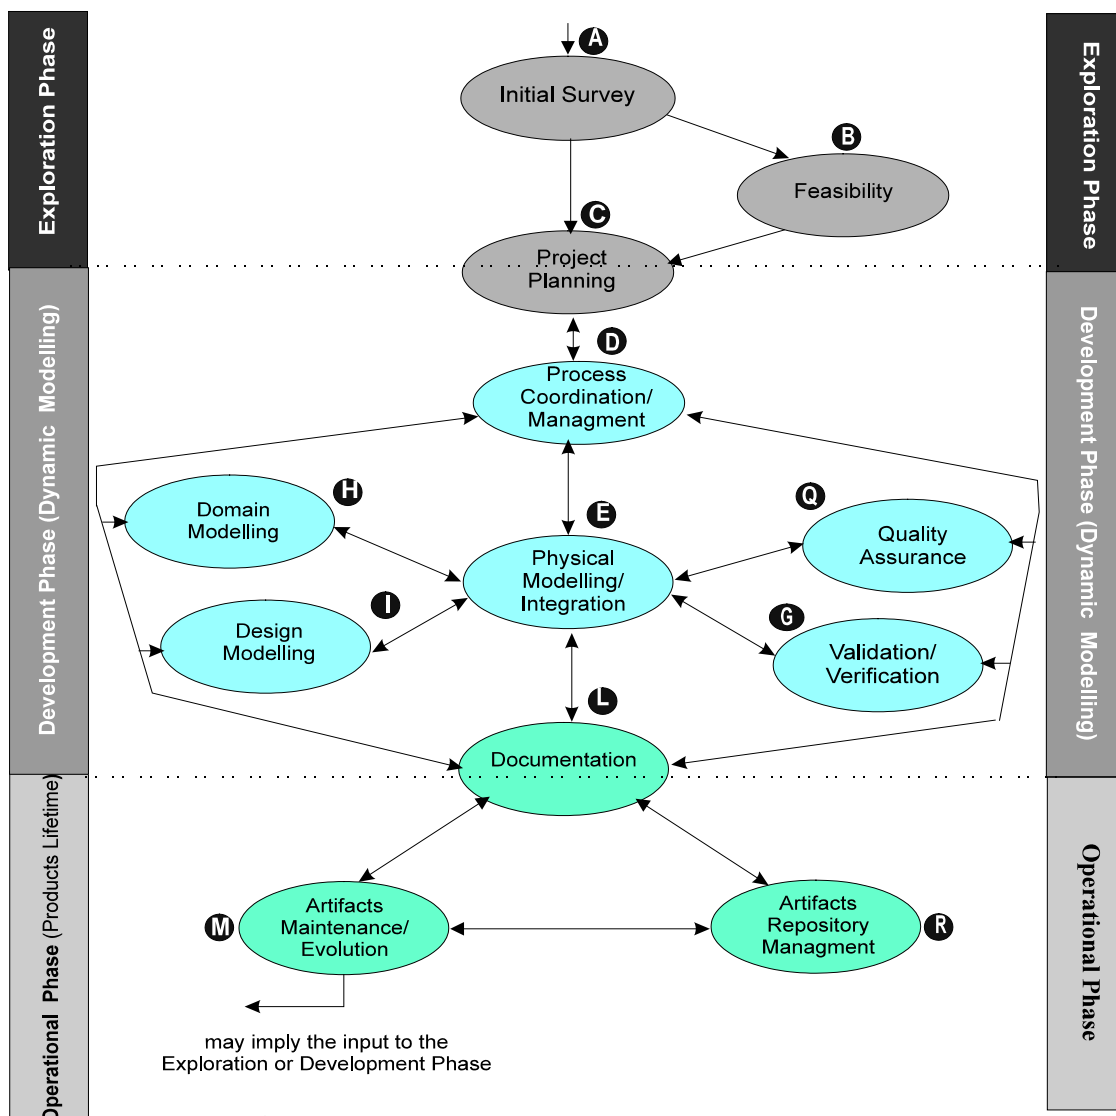 Exploration Phase
Development Phase (Dynamic Modelling)
Operational Phase (Products Lifetime)
A
Initial Survey
B
Feasibility
C
Project
Planning
D
Process
Coordination/
Managment
H
Domain
Modelling
E
Physical
Modelling/
Integration
Q
Quality
Assurance
I
Design
Modelling
G
Validation/
Verification
L
Documentation
M
Artifacts
Maintenance/
Evolution
Artifacts
Repository
Managment
R
may imply the input to the
Exploration or Development Phase
Exploration Phase
Development Phase (Dynamic Modelling)
Operational Phase